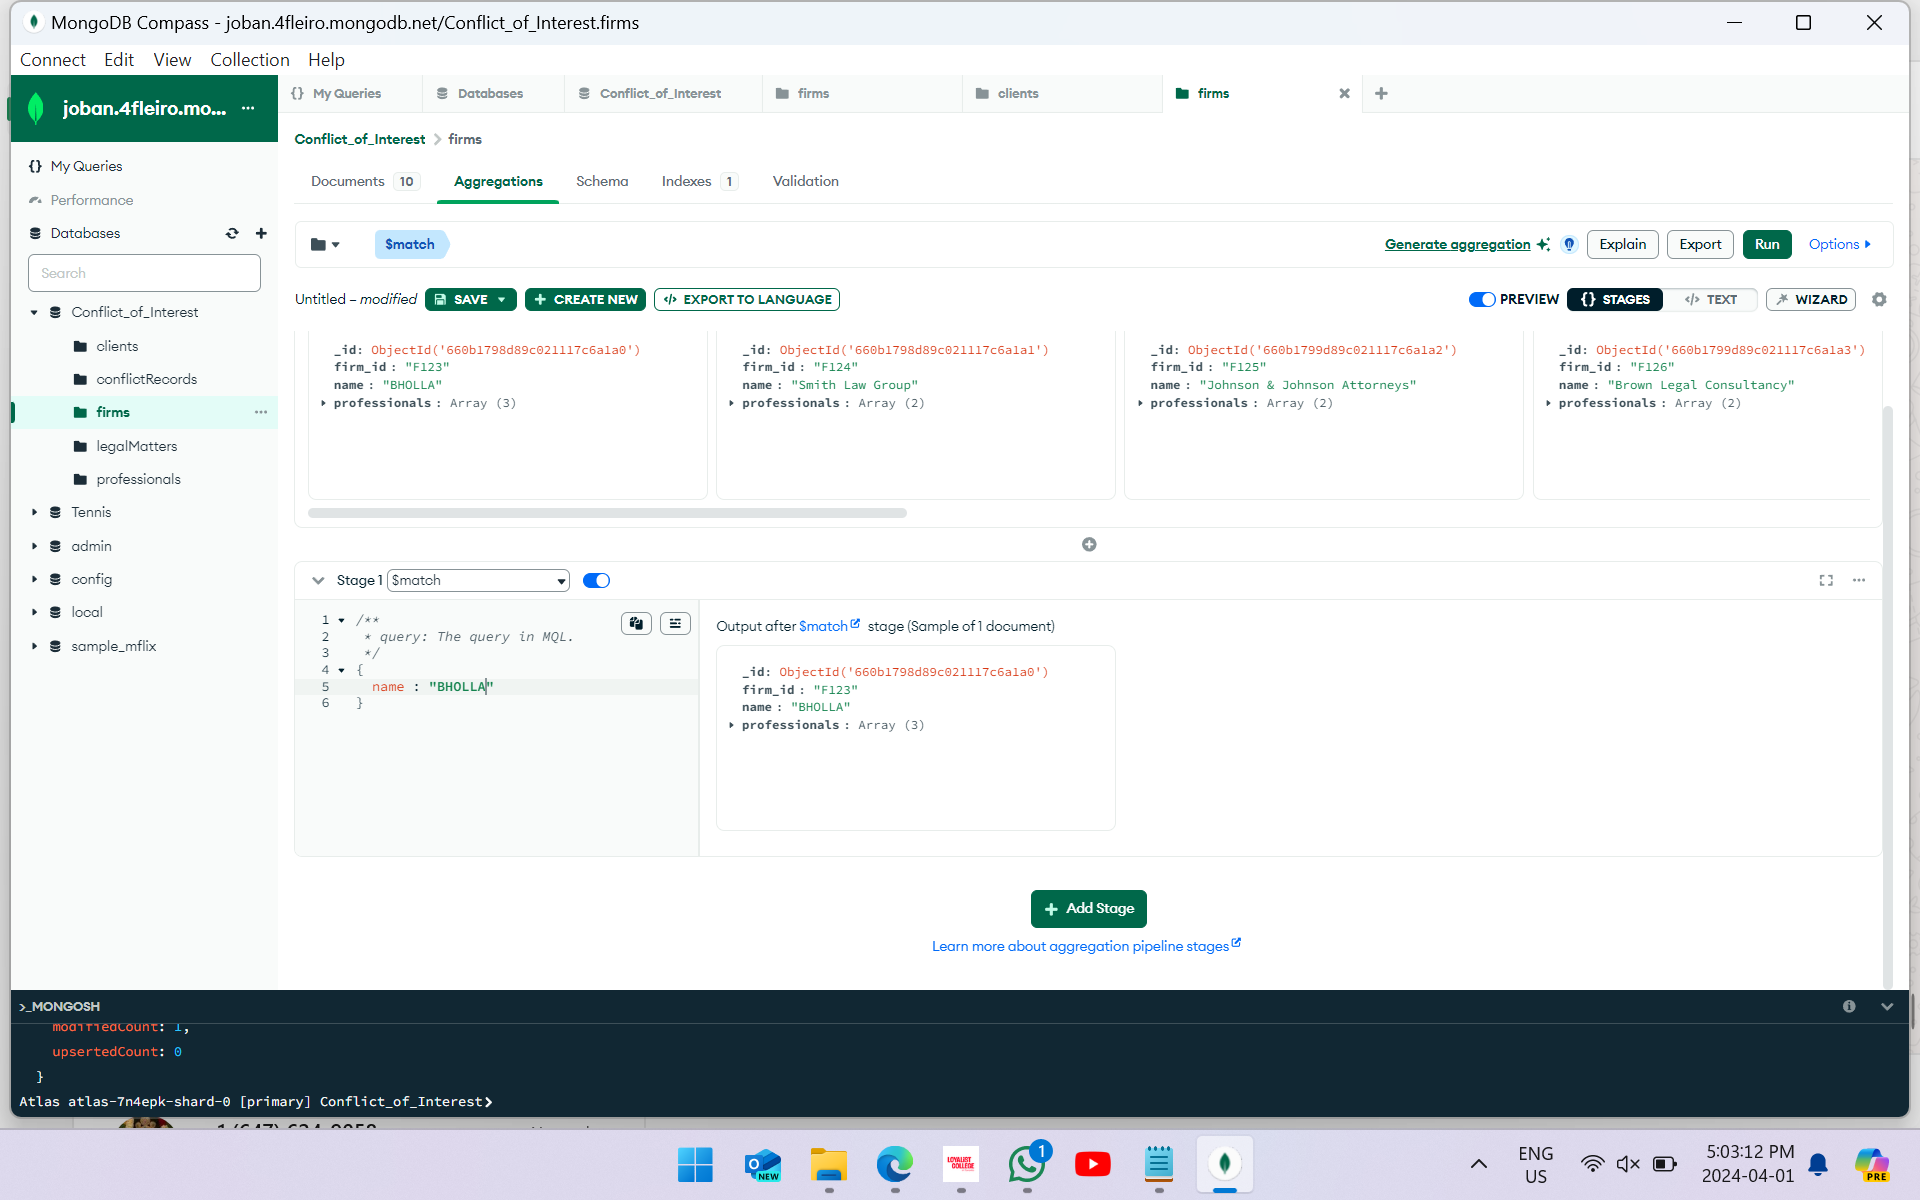 MongoDB Compass - joban.4fleiro.mongodb.net/Conflict_of_Interest.firms
Connect Edit View Collection Help
joban.4fleiro.mo... ...
{} My Queries
Databases
Conflict_of_Interest
firms
clients
firms
Conflict_of_Interest > firms
My Queries
Performance
Databases
Search
Conflict_of_Interest
clients
conflictRecords
firms ...
legalMatters
professionals
Tennis
admin
config
local
sample_mflix
Documents 10 Aggregations Schema Indexes 1 Validation
$match
Generate aggregation Explain Export Run Options
Untitled – modified SAVE + CREATE NEW </> EXPORT TO LANGUAGE
PREVIEW {} STAGES </> TEXT WIZARD
_id: ObjectId('660b1798d89c021117c6a1a0')
firm_id : "F123"
name : "BHOLLA"
professionals : Array (3)
_id: ObjectId('660b1798d89c021117c6a1a1')
firm_id : "F124"
name : "Smith Law Group"
professionals : Array (2)
_id: ObjectId('660b1799d89c021117c6a1a2')
firm_id : "F125"
name : "Johnson & Johnson Attorneys"
professionals : Array (2)
_id: ObjectId('660b1799d89c021117c6a1a3')
firm_id : "F126"
name : "Brown Legal Consultancy"
professionals : Array (2)
Stage 1 $match
1 /**
2 * query: The query in MQL.
3 */
4 {
5 name : "BHOLLA"
6 }
Output after $match stage (Sample of 1 document)
_id: ObjectId('660b1798d89c021117c6a1a0')
firm_id : "F123"
name : "BHOLLA"
professionals : Array (3)
+ Add Stage
Learn more about aggregation pipeline stages
>_MONGOSH
modifiedCount: 1,
upsertedCount: 0
}
Atlas atlas-7n4epk-shard-0 [primary] Conflict_of_Interest>
NEW
LOYALIST
COLLEGE
1
ENG
US
5:03:12 PM
2024-04-01
PRE